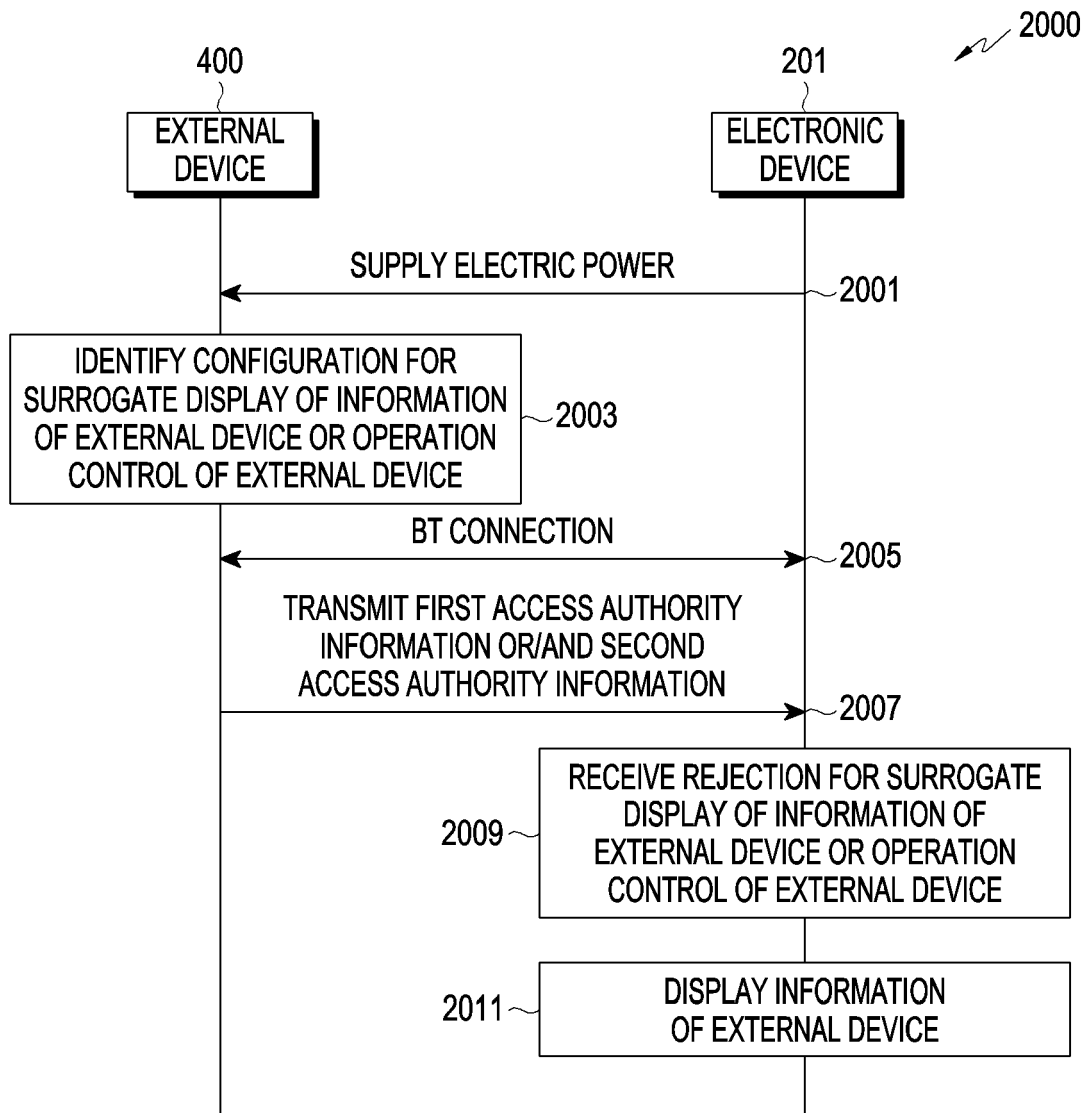 2000
400
201
EXTERNAL
DEVICE
ELECTRONIC
DEVICE
SUPPLY ELECTRIC POWER
2001
IDENTIFY CONFIGURATION FOR
SURROGATE DISPLAY OF INFORMATION
OF EXTERNAL DEVICE OR OPERATION
CONTROL OF EXTERNAL DEVICE
2003
BT CONNECTION
2005
TRANSMIT FIRST ACCESS AUTHORITY
INFORMATION OR/AND SECOND
ACCESS AUTHORITY INFORMATION
2007
RECEIVE REJECTION FOR SURROGATE
DISPLAY OF INFORMATION OF
EXTERNAL DEVICE OR OPERATION
CONTROL OF EXTERNAL DEVICE
2009
DISPLAY INFORMATION
OF EXTERNAL DEVICE
2011